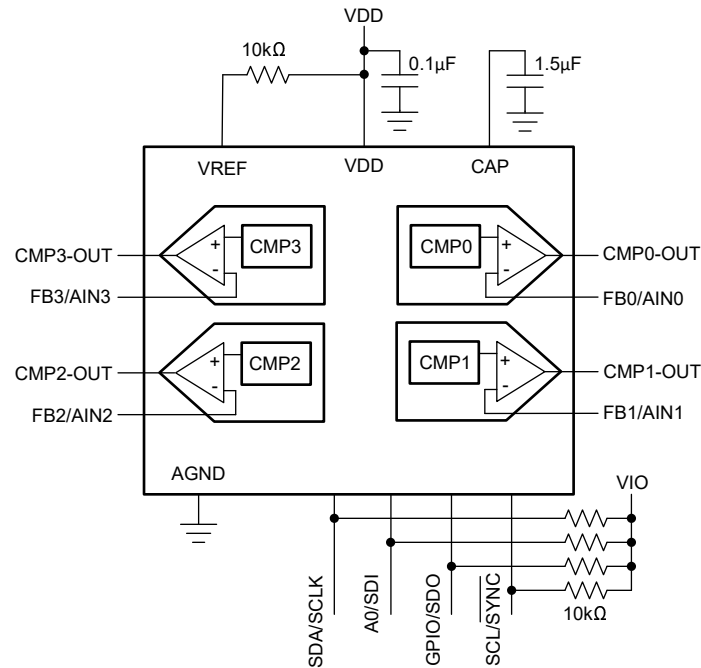 VDD
10kΩ
0.1µF
1.5µF
VREF
VDD
CAP
CMP3-OUT
+
-
CMP3
CMP0
+
-
CMP0-OUT
FB3/AIN3
FB0/AIN0
CMP2-OUT
+
-
CMP2
CMP1
+
-
CMP1-OUT
FB2/AIN2
FB1/AIN1
AGND
VIO
SDA/SCLK
A0/SDI
GPIO/SDO
SCL/SYNC
10kΩ